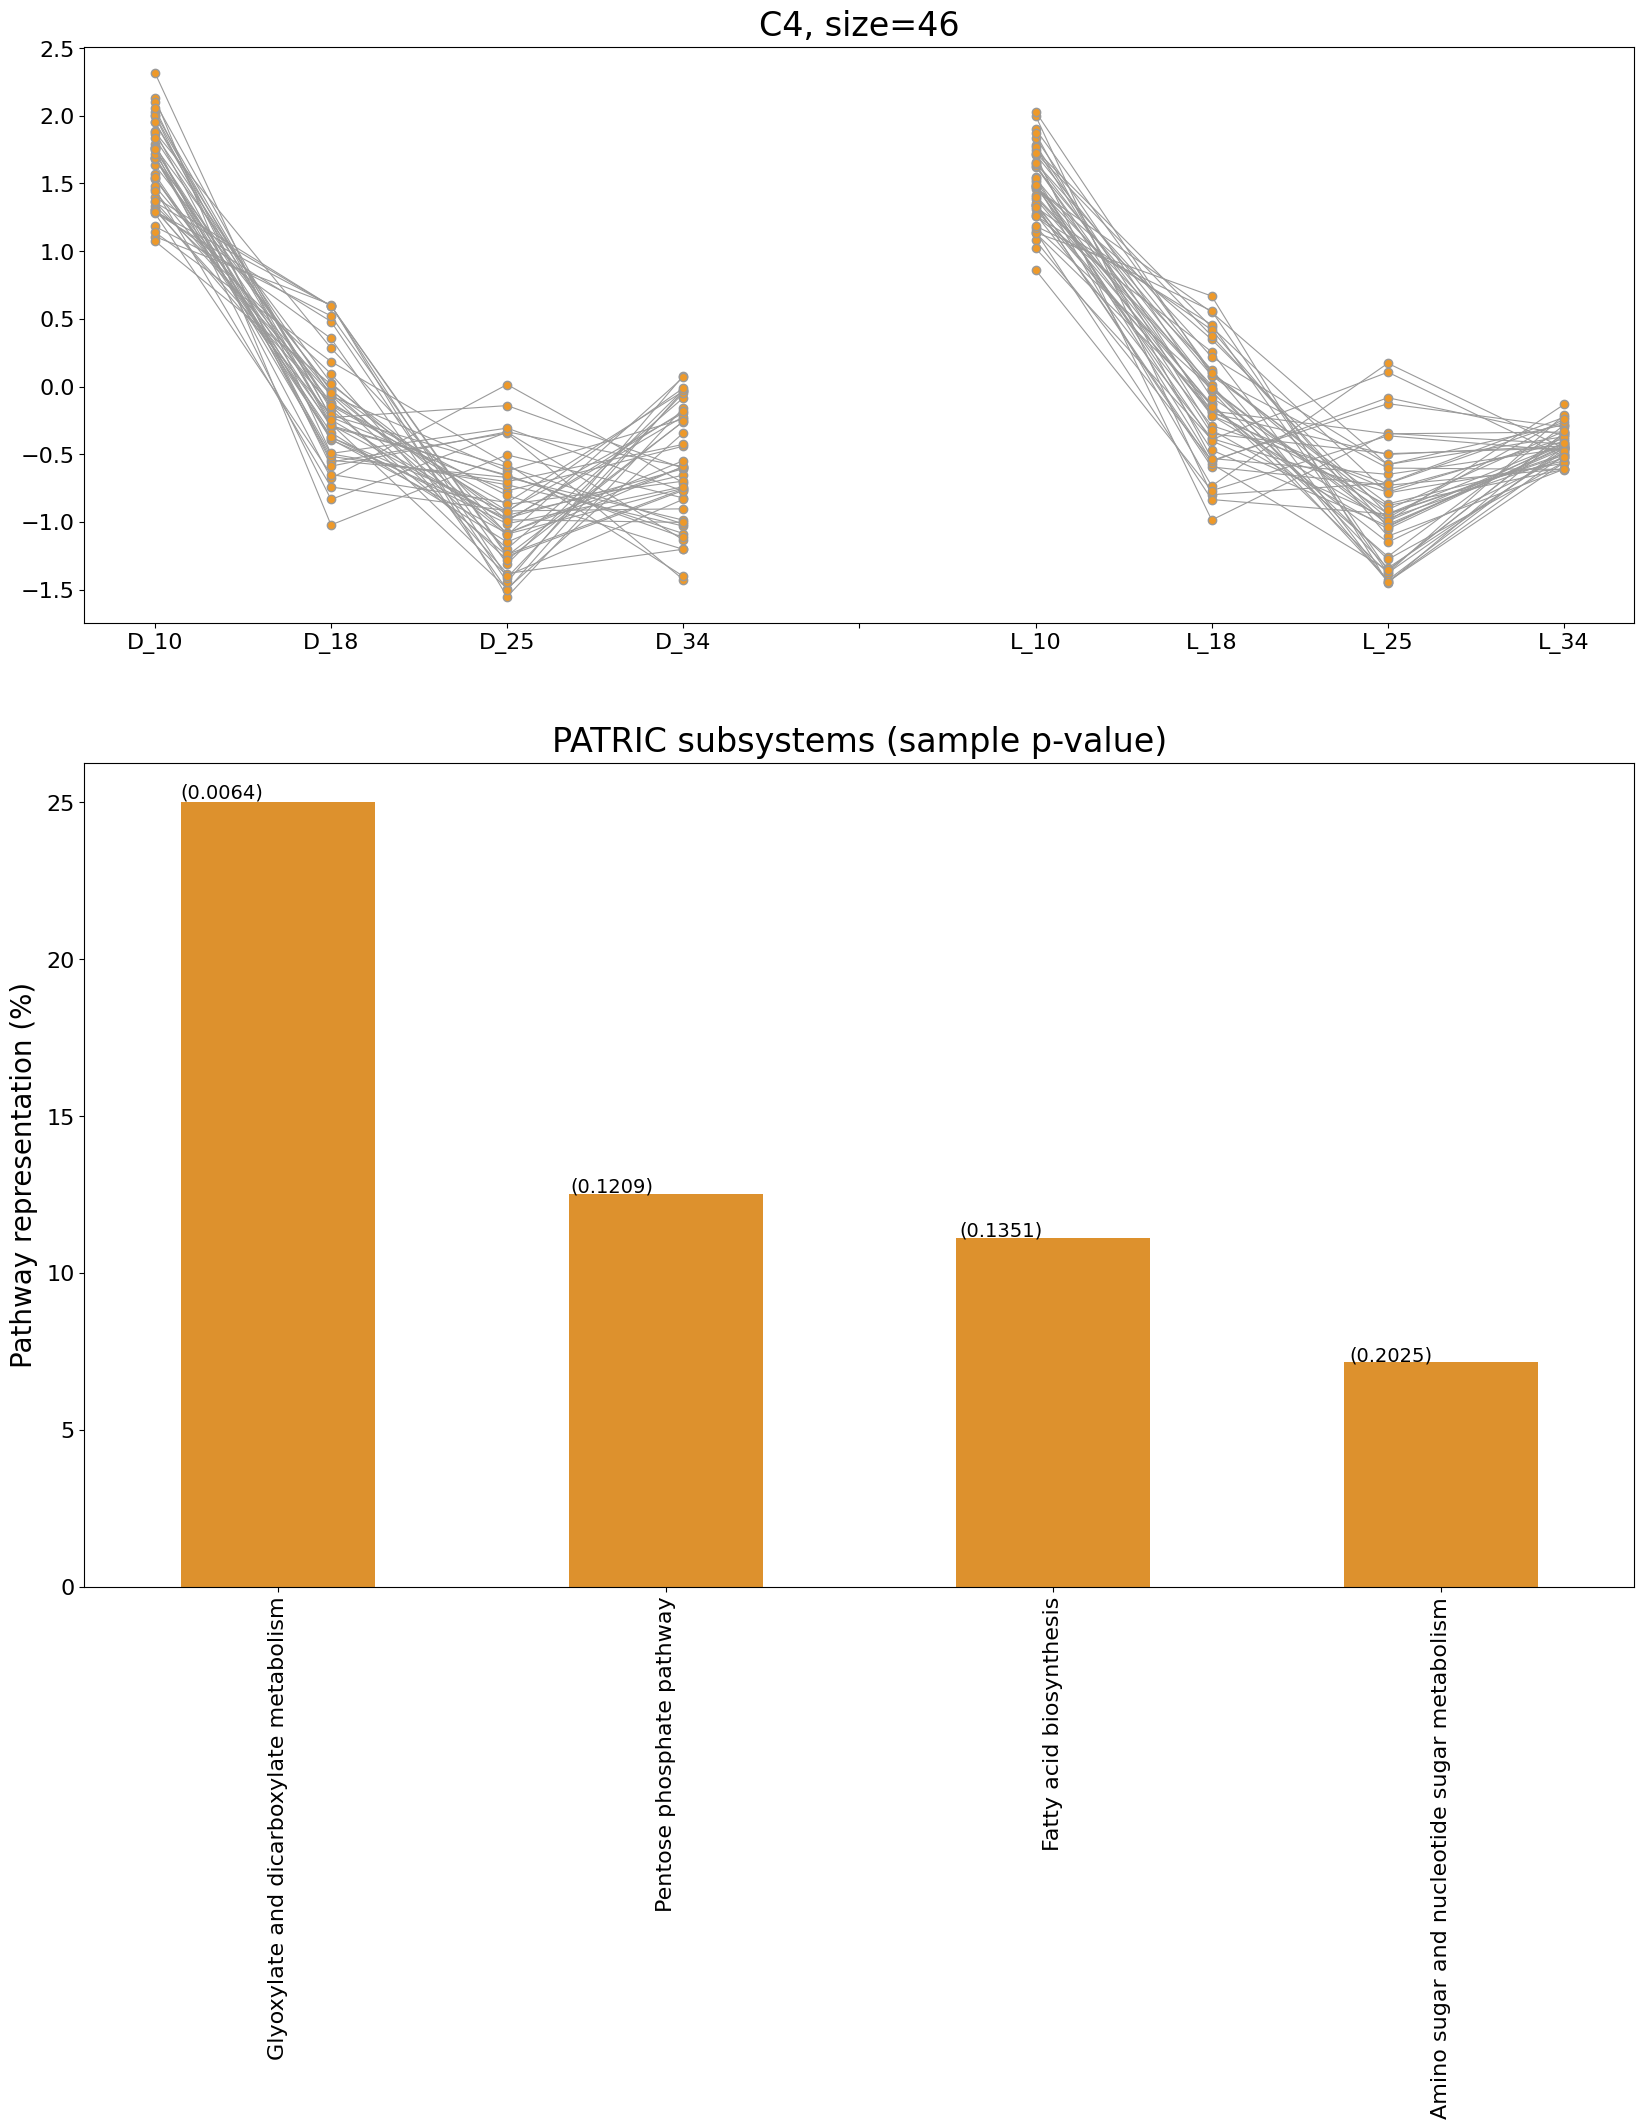 C4, size=46
2.5
2.0
1.5
1.0
0.5
0.0
−0.5
−1.0
−1.5
D_10 D_18 D_25 D_34 L_10 L_18 L_25 L_34
PATRIC subsystems (sample p-value)
Pathway representation (%)
25
20
15
10
5
0
(0.0064)
(0.1209)
(0.1351)
(0.2025)
Glyoxylate and dicarboxylate metabolism
Pentose phosphate pathway
Fatty acid biosynthesis
Amino sugar and nucleotide sugar metabolism